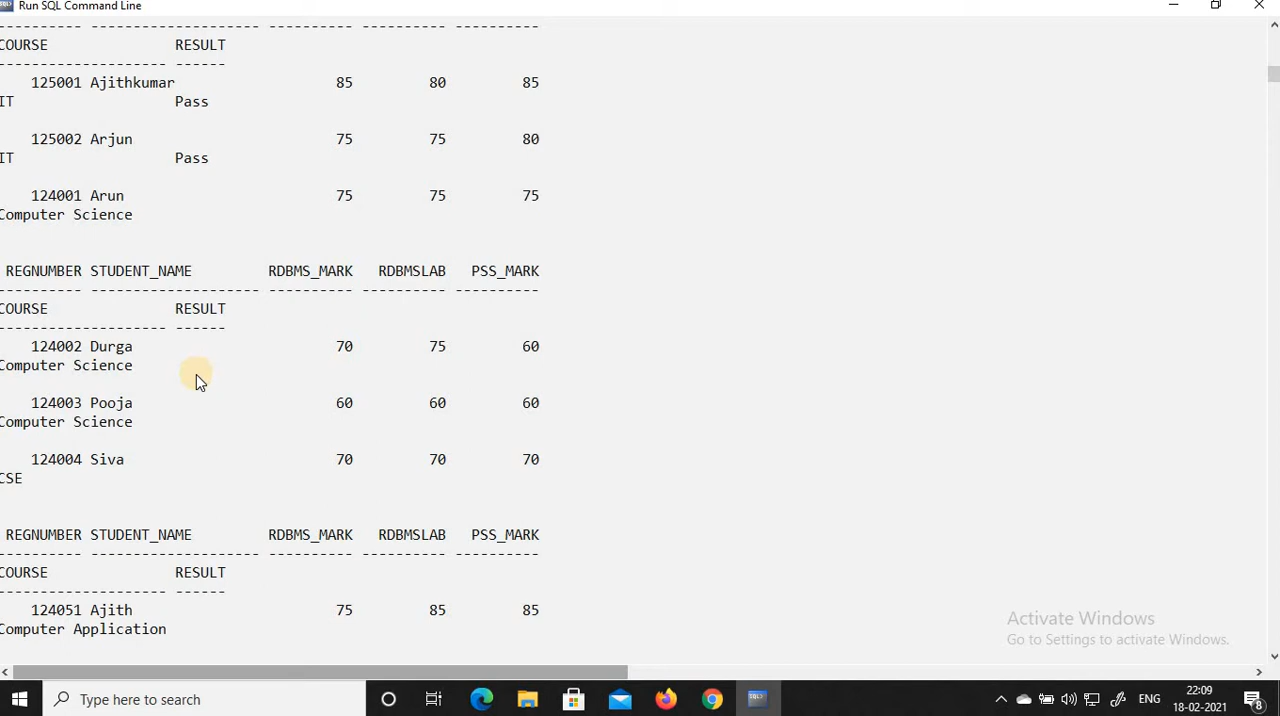 Run SQL Command Line
---------- -------------------- ---------- ---------- ----------
COURSE RESULT
-------------------- ------
125001 Ajithkumar 85 80 85
IT Pass
125002 Arjun 75 75 80
IT Pass
124001 Arun 75 75 75
Computer Science
REGNUMBER STUDENT_NAME RDBMS_MARK RDBMSLAB PSS_MARK
---------- -------------------- ---------- ---------- ----------
COURSE RESULT
-------------------- ------
124002 Durga 70 75 60
Computer Science
124003 Pooja 60 60 60
Computer Science
124004 Siva 70 70 70
CSE
REGNUMBER STUDENT_NAME RDBMS_MARK RDBMSLAB PSS_MARK
---------- -------------------- ---------- ---------- ----------
COURSE RESULT
-------------------- ------
124051 Ajith 75 85 85
Computer Application
Activate Windows
Go to Settings to activate Windows.
Type here to search
ENG
22:09
18-02-2021
8